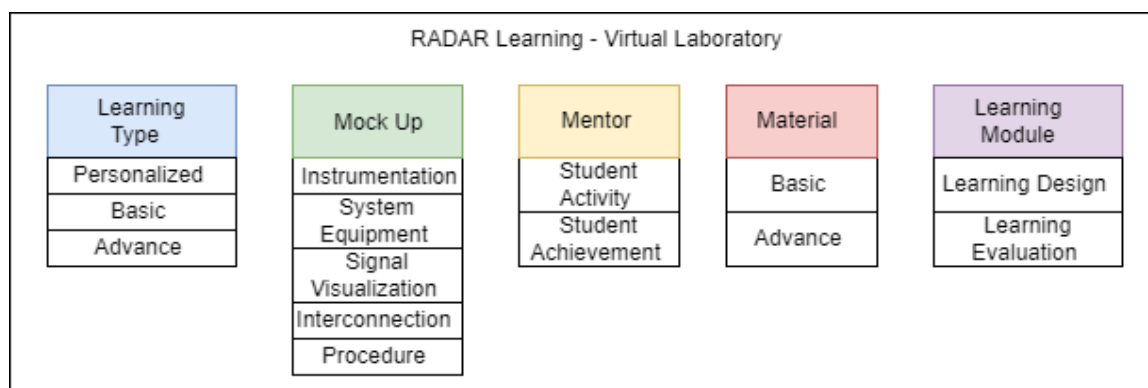 RADAR Learning - Virtual Laboratory
Learning
Type
Personalized
Basic
Advance
Mock Up
Instrumentation
System
Equipment
Signal
Visualization
Interconnection
Procedure
Mentor
Student
Activity
Student
Achievement
Material
Basic
Advance
Learning
Module
Learning Design
Learning
Evaluation